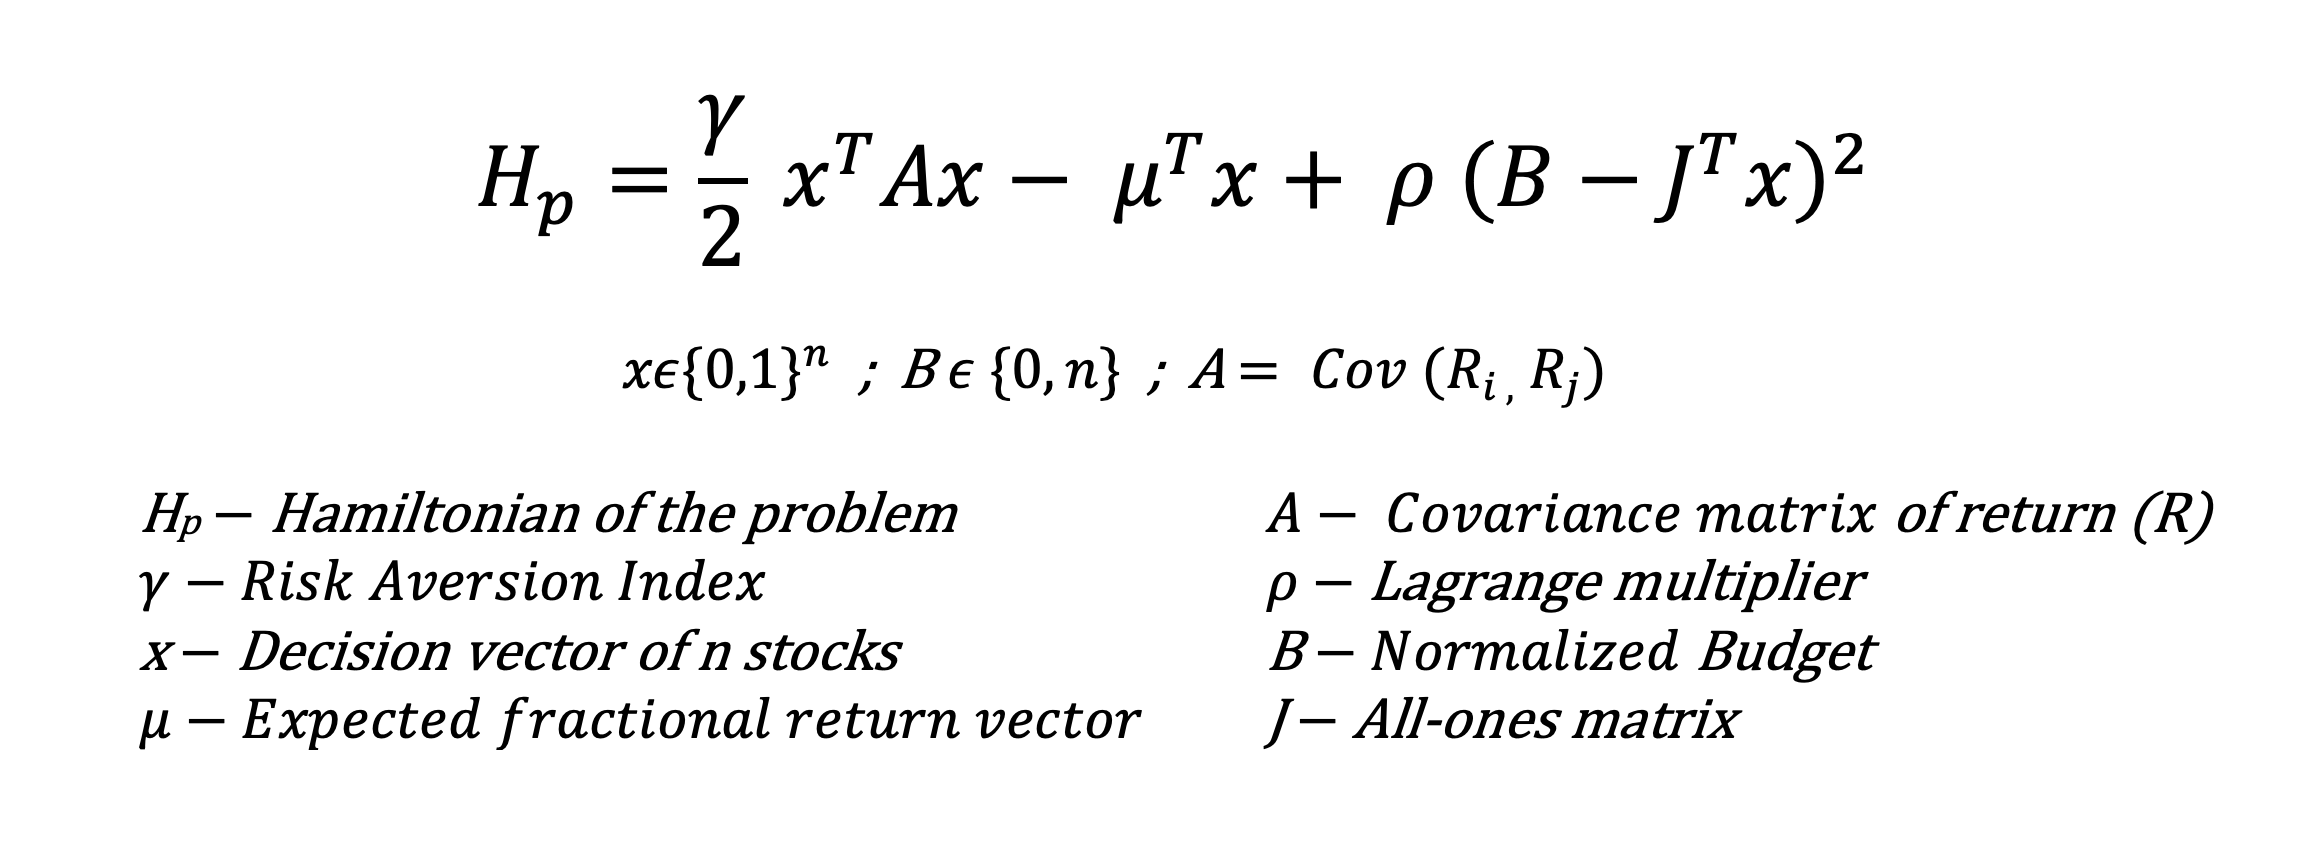 H_p = γ/2 x^T Ax − μ^T x + ρ (B − J^T x)^2
xϵ{0,1}^n ; B ϵ {0, n} ; A = Cov (R_i , R_j)
H_p − Hamiltonian of the problem
γ − Risk Aversion Index
x − Decision vector of n stocks
μ − Expected fractional return vector
A − Covariance matrix of return (R)
ρ − Lagrange multiplier
B − Normalized Budget
J − All-ones matrix